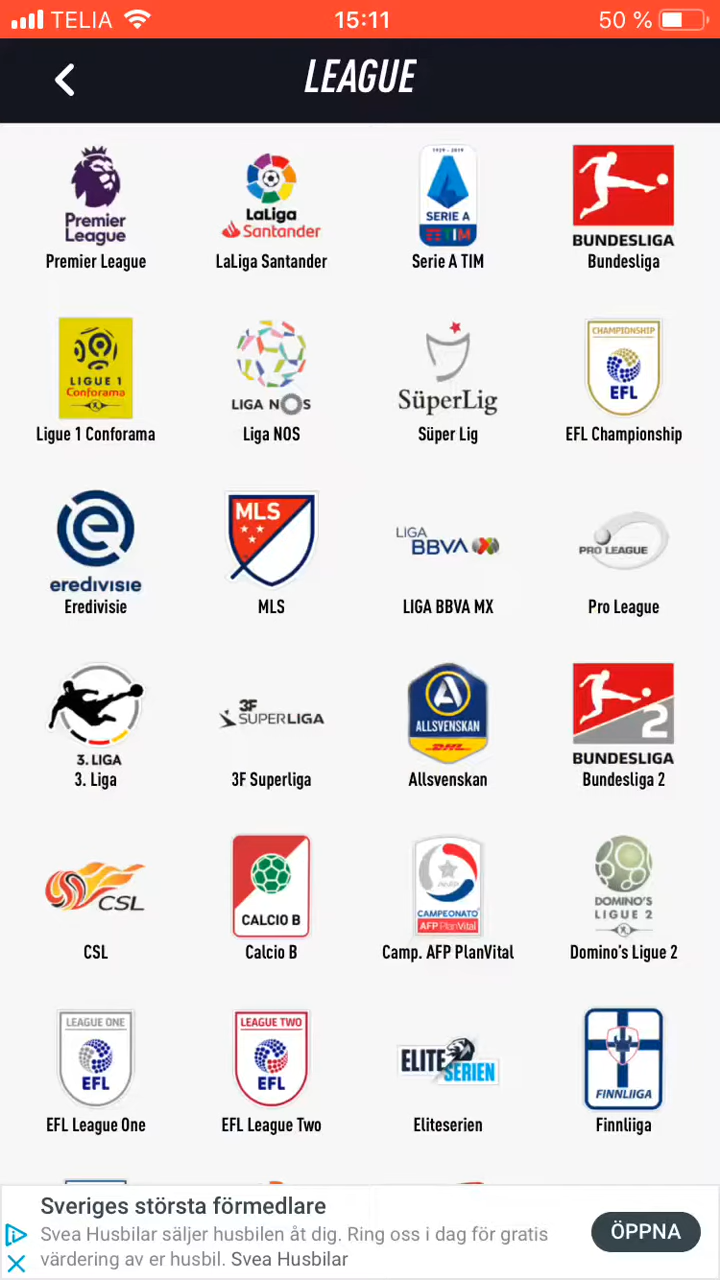 TELIA 15:11 50 %
LEAGUE
Premier League
LaLiga Santander
1929 - 2019
SERIE A
TIM
BUNDESLIGA
Premier League
LaLiga Santander
Serie A TIM
Bundesliga
LIGUE 1
Conforama
LIGA NOS
SüperLig
CHAMPIONSHIP
EFL
Ligue 1 Conforama
Liga NOS
Süper Lig
EFL Championship
eredivisie
MLS
LIGA
BBVA
PRO LEAGUE
Eredivisie
MLS
LIGA BBVA MX
Pro League
3. LIGA
3F
SUPERLIGA
ALLSVENSKAN
DHL
2
BUNDESLIGA
3. Liga
3F Superliga
Allsvenskan
Bundesliga 2
CSL
CALCIO B
CAMPEONATO
AFP PlanVital
DOMINO'S
LIGUE 2
CSL
Calcio B
Camp. AFP PlanVital
Domino's Ligue 2
LEAGUE ONE
EFL
LEAGUE TWO
EFL
ELITE
SERIEN
FINNLIIGA
EFL League One
EFL League Two
Eliteserien
Finnliiga
Sveriges största förmedlare
Svea Husbilar säljer husbilen åt dig. Ring oss i dag för gratis
värdering av er husbil. Svea Husbilar
ÖPPNA